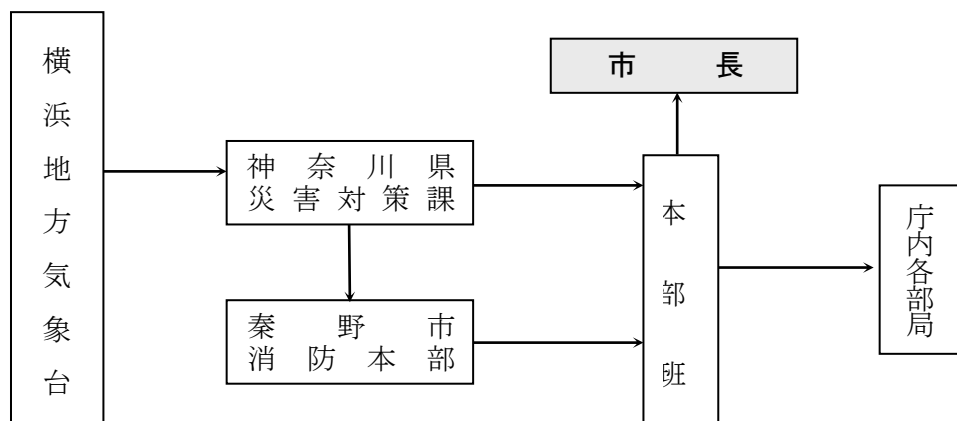 横浜地方気象台
神奈川県
災害対策課
秦野市
消防本部
市長
本部班
庁内各部局